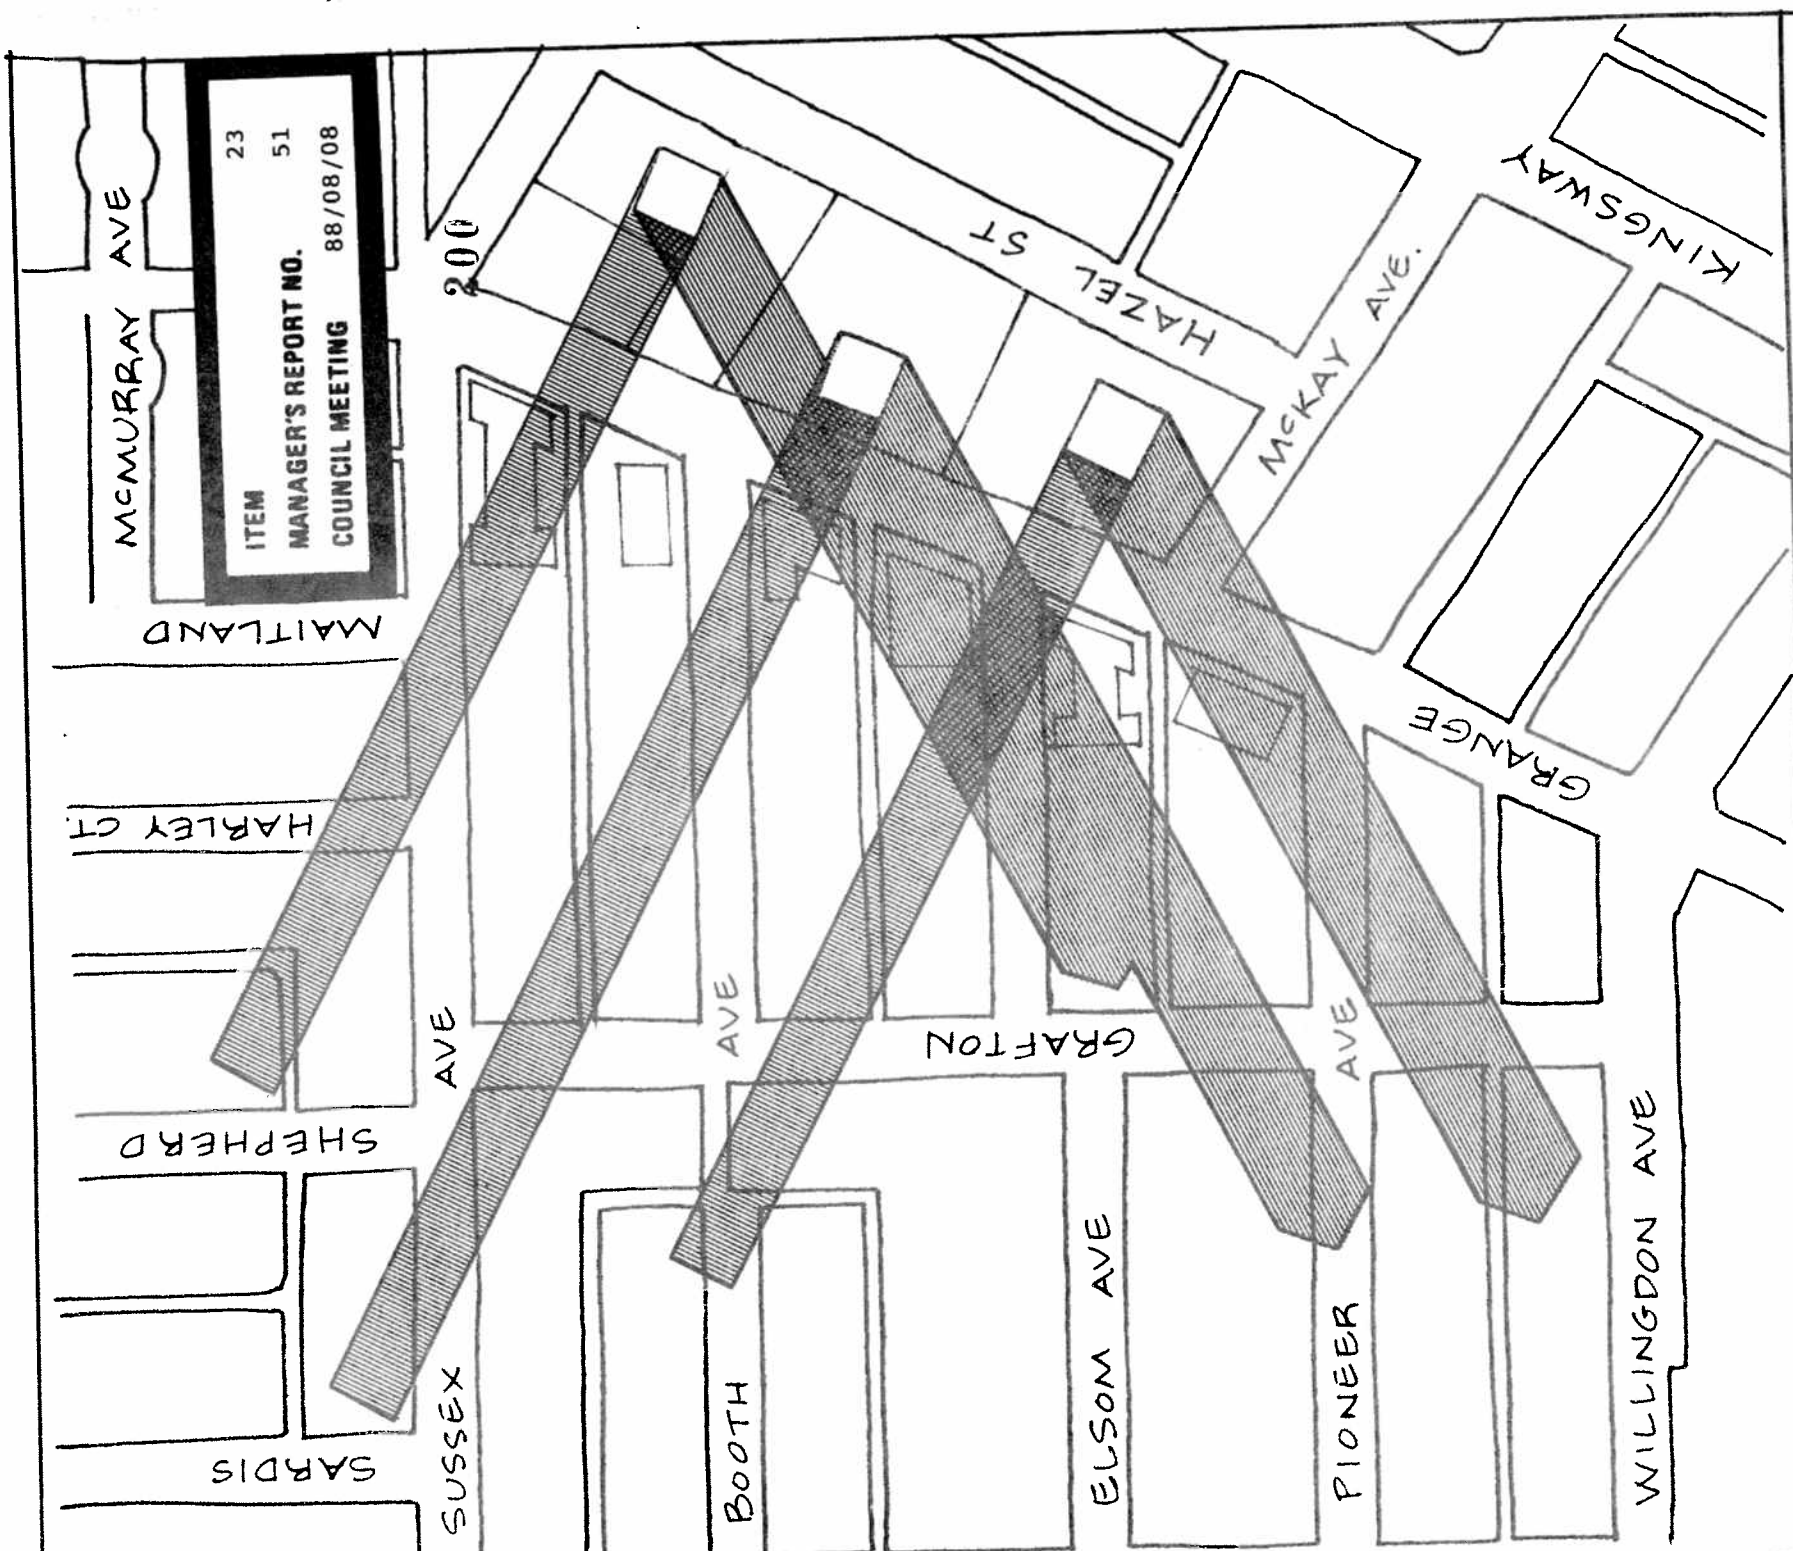 ITEM 23
MANAGER'S REPORT NO. 51
COUNCIL MEETING 88/08/08
200
MCMURRAY AVE
MAITLAND
HARLEY CT.
SHEPHERD
SARDIS
SUSSEX AVE
BOOTH AVE
GRAFTON
ELSOM AVE
PIONEER AVE
WILLINGDON AVE
GRANGE
MCKAY AVE.
HAZEL ST
KINGSWAY